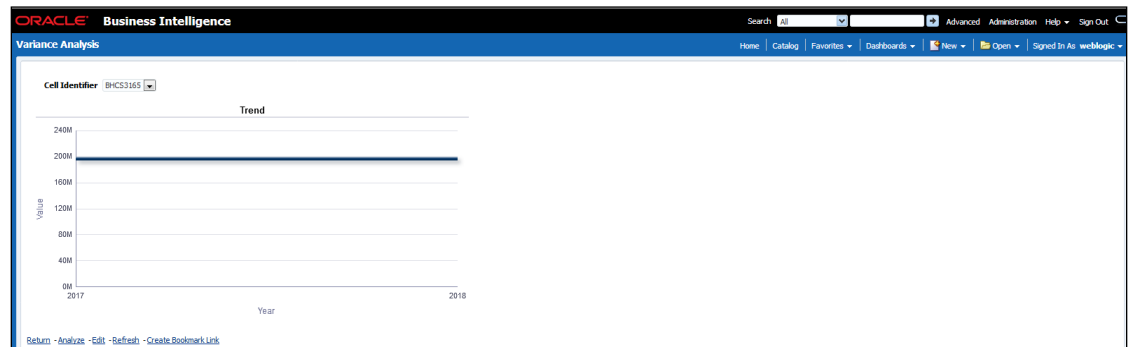 ORACLE Business Intelligence
Search All Advanced Administration Help Sign Out
Variance Analysis
Home Catalog Favorites Dashboards New Open Signed In As weblogic
Cell Identifier BHCS3165
Trend
240M
200M
160M
120M
80M
40M
0M
Value
2017 2018
Year
Return - Analyze - Edit - Refresh - Create Bookmark Link